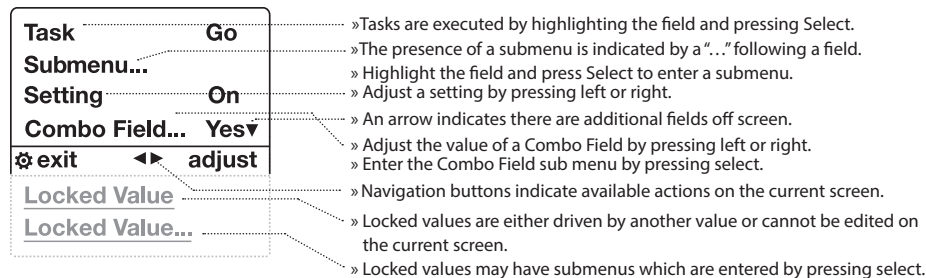 Task Go
Submenu...
Setting On
Combo Field... Yes▾
⚙ exit ◂▸ adjust
Locked Value
Locked Value...
»Tasks are executed by highlighting the field and pressing Select.
»The presence of a submenu is indicated by a “…” following a field.
» Highlight the field and press Select to enter a submenu.
» Adjust a setting by pressing left or right.
» An arrow indicates there are additional fields off screen.
» Adjust the value of a Combo Field by pressing left or right.
» Enter the Combo Field sub menu by pressing select.
»Navigation buttons indicate available actions on the current screen.
» Locked values are either driven by another value or cannot be edited on
the current screen.
» Locked values may have submenus which are entered by pressing select.